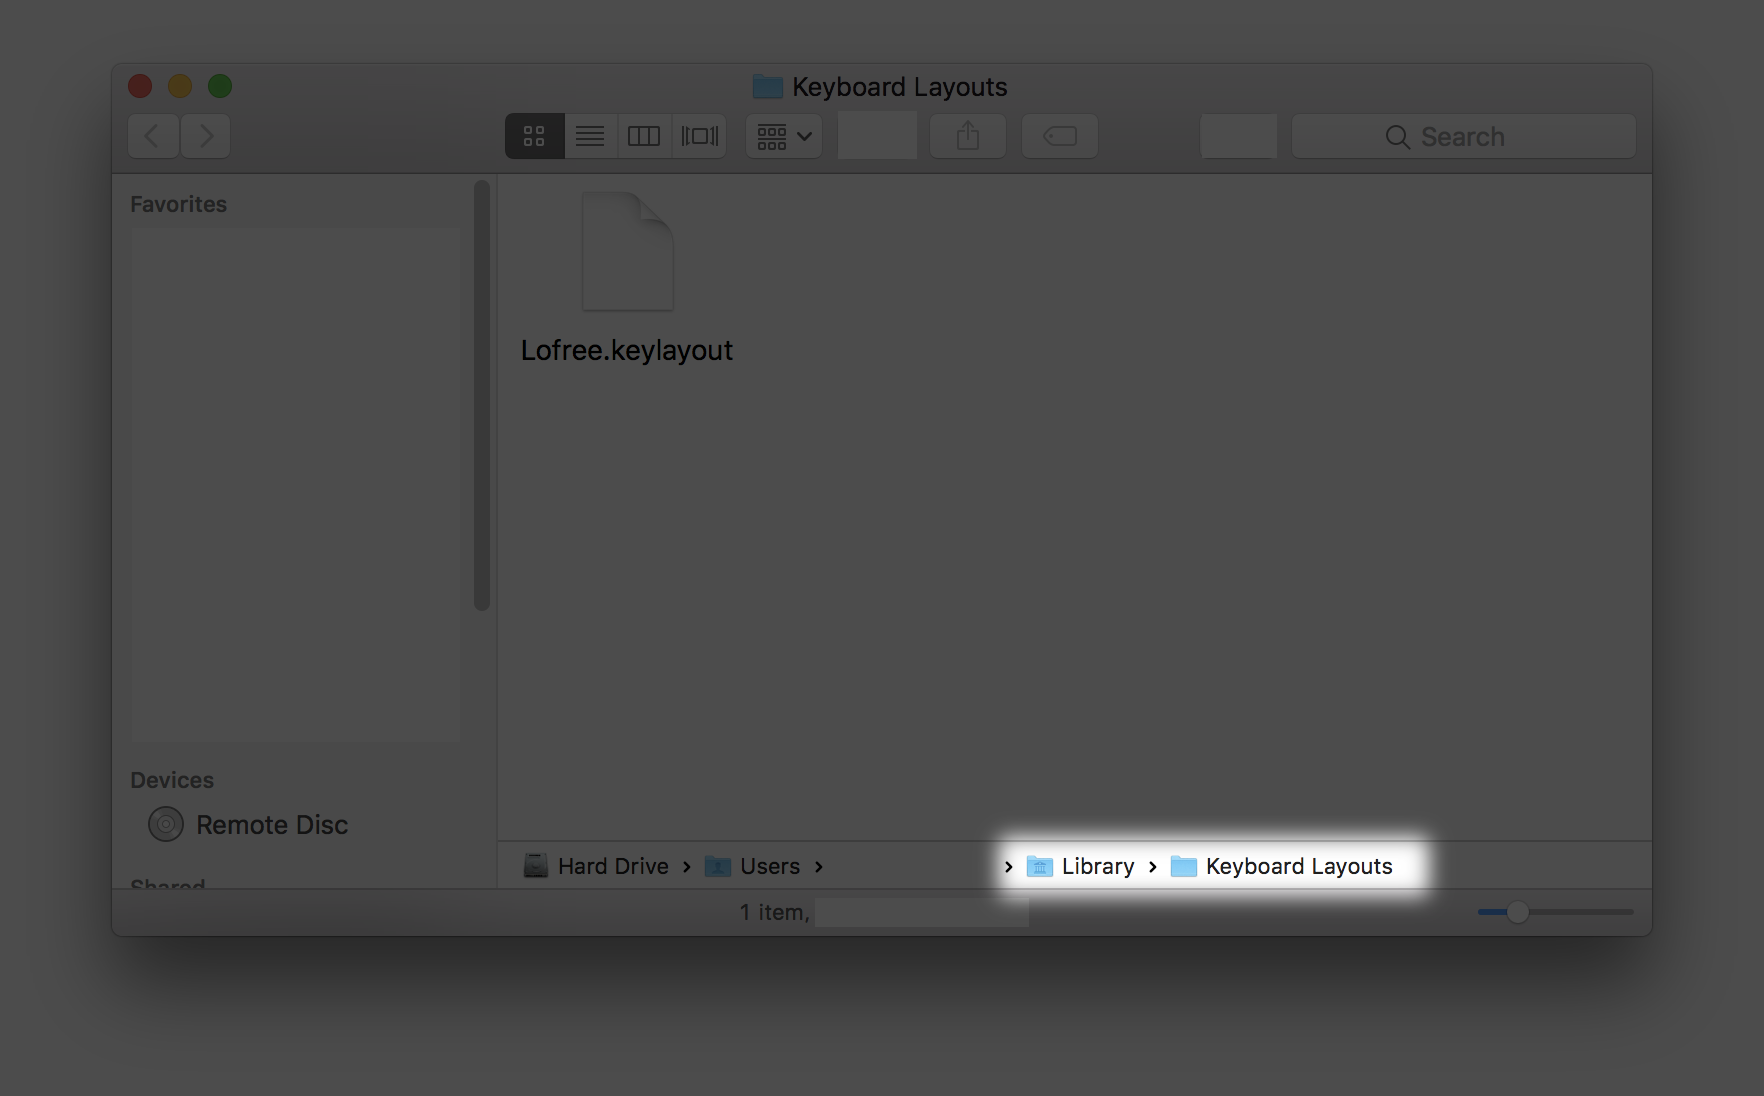 Keyboard Layouts
Search
Favorites
Lofree.keylayout
Devices
Remote Disc
Shared
Hard Drive › Users › › Library › Keyboard Layouts
1 item,